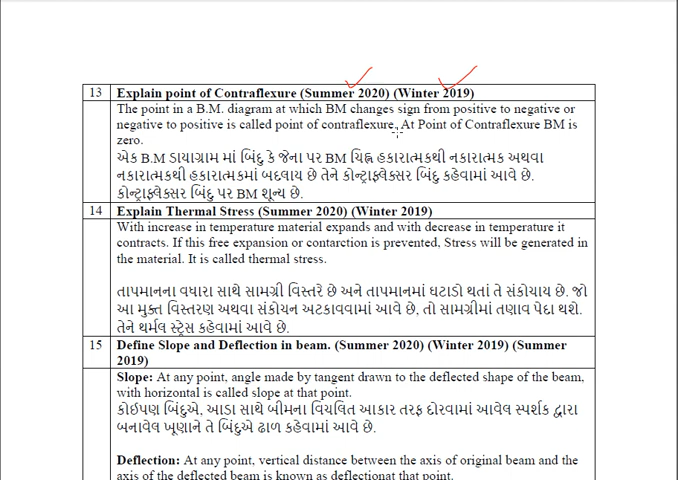 13 Explain point of Contraflexure (Summer 2020) (Winter 2019)
The point in a B.M. diagram at which BM changes sign from positive to negative or
negative to positive is called point of contraflexure. At Point of Contraflexure BM is
zero.
એક B.M ડાયાગ્રામ માં બિંદુ કે જેના પર BM ચિહ્ન હકારાત્મકથી નકારાત્મક અથવા
નકારાત્મકથી હકારાત્મકમાં બદલાય છે તેને કોન્ટ્રાફ્લેક્સર બિંદુ કહેવામાં આવે છે.
કોન્ટ્રાફ્લેક્સર બિંદુ પર BM શૂન્ય છે.
14 Explain Thermal Stress (Summer 2020) (Winter 2019)
With increase in temperature material expands and with decrease in temperature it
contracts. If this free expansion or contarction is prevented, Stress will be generated in
the material. It is called thermal stress.
તાપમાનના વધારા સાથે સામગ્રી વિસ્તરે છે અને તાપમાનમાં ઘટાડો થતાં તે સંકોચાય છે. જો
આ મુક્ત વિસ્તરણ અથવા સંકોચન અટકાવવામાં આવે છે, તો સામગ્રીમાં તણાવ પેદા થશે.
તેને થર્મલ સ્ટ્રેસ કહેવામાં આવે છે.
15 Define Slope and Deflection in beam. (Summer 2020) (Winter 2019) (Summer
2019)
Slope: At any point, angle made by tangent drawn to the deflected shape of the beam,
with horizontal is called slope at that point.
કોઈપણ બિંદુએ, આડા સાથે બીમના વિચલિત આકાર તરફ દોરવામાં આવેલ સ્પર્શક દ્વારા
બનાવેલ ખૂણાને તે બિંદુએ ઢાળ કહેવામાં આવે છે.
Deflection: At any point, vertical distance between the axis of original beam and the
axis of the deflected beam is known as deflectionat that point.